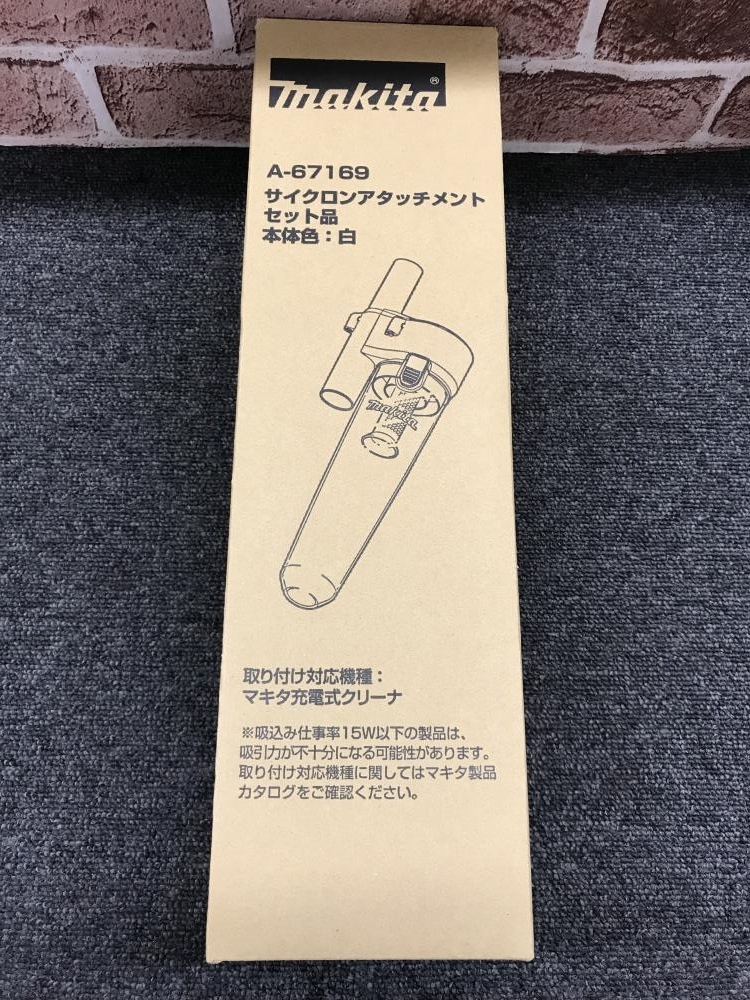 makita®
A-67169
サイクロンアタッチメント
セット品
本体色：白
makita
取り付け対応機種：
マキタ充電式クリーナ
※吸込み仕事率15W以下の製品は、
吸引力が不十分になる可能性があります。
取り付け対応機種に関してはマキタ製品
カタログをご確認ください。